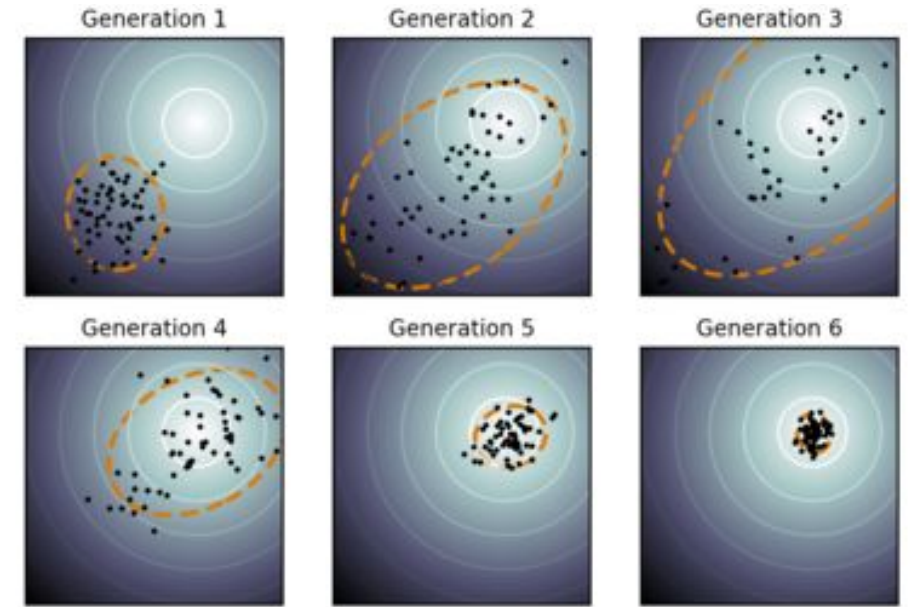 Generation 1
Generation 2
Generation 3
Generation 4
Generation 5
Generation 6